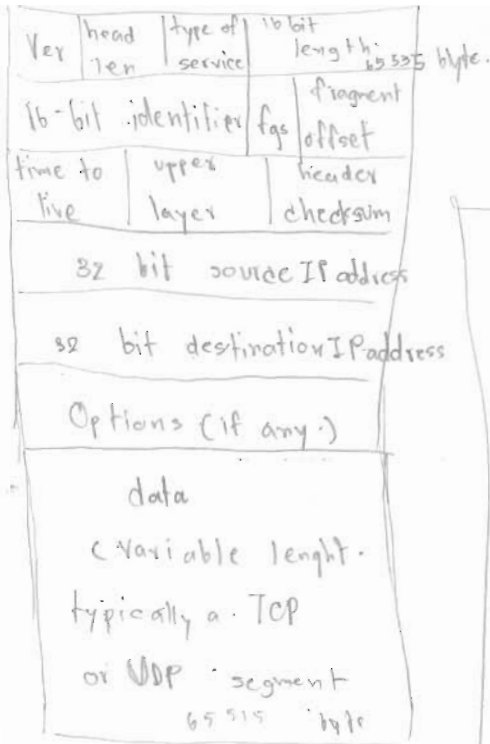 Ver head len type of service 16 bit length: 65535 byte.
16-bit identifier fgs fragment offset
time to live upper layer header checksum
32 bit source IP address
32 bit destination IP address
Options (if any.)
data
(variable lenght.
typically a TCP
or UDP segment
65515 byte